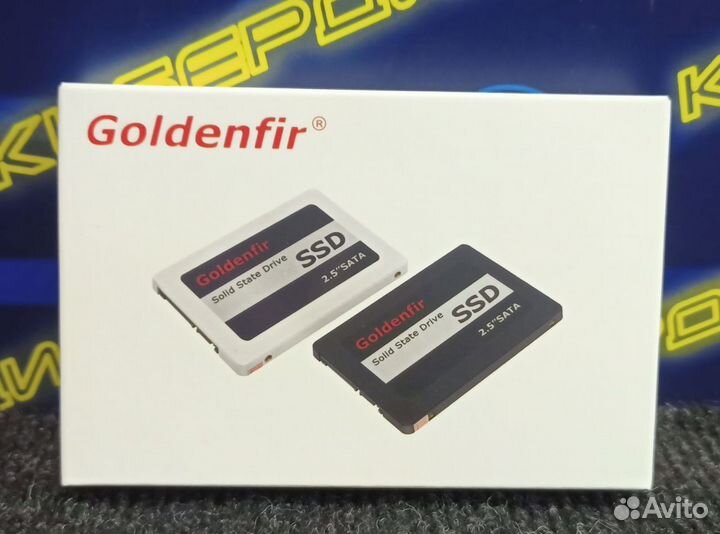 Goldenfir®
Goldenfir
Solid State Drive
SSD
2.5"SATA
Goldenfir
Solid State Drive
SSD
2.5"SATA
Avito